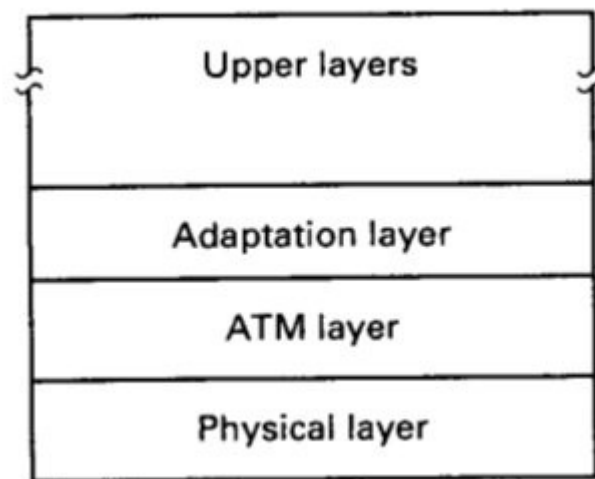 Upper layers
Adaptation layer
ATM layer
Physical layer